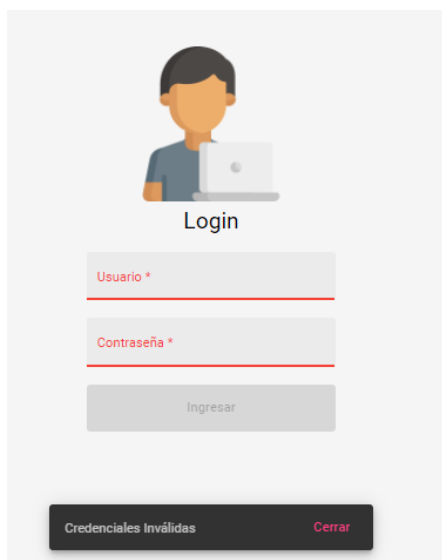 Login
Usuario *
Contraseña *
Ingresar
Credenciales Inválidas
Cerrar